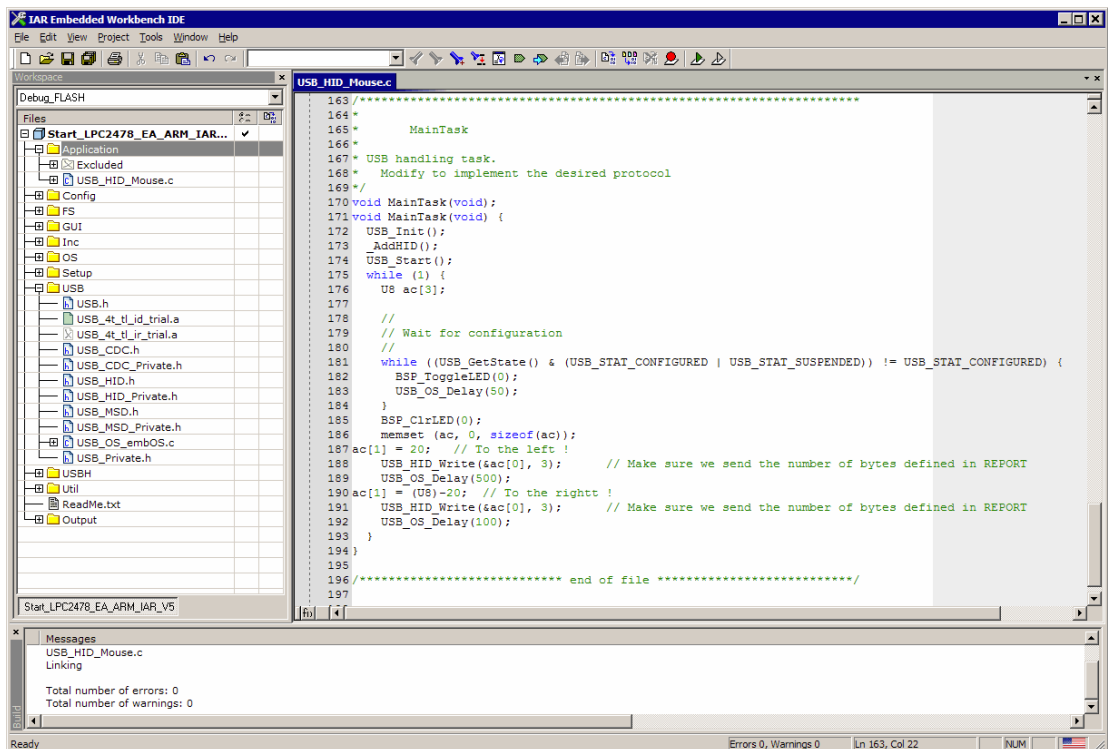 IAR Embedded Workbench IDE
File Edit View Project Tools Window Help
Workspace
Debug_FLASH
Files
Start_LPC2478_EA_ARM_IAR...
Application
Excluded
USB_HID_Mouse.c
Config
FS
GUI
Inc
OS
Setup
USB
USB.h
USB_4t_tl_id_trial.a
USB_4t_tl_ir_trial.a
USB_CDC.h
USB_CDC_Private.h
USB_HID.h
USB_HID_Private.h
USB_MSD.h
USB_MSD_Private.h
USB_OS_embOS.c
USB_Private.h
USBH
Util
ReadMe.txt
Output
Start_LPC2478_EA_ARM_IAR_V5
USB_HID_Mouse.c
163 /*********************************************************************
164 *
165 *       MainTask
166 *
167 * USB handling task.
168 *   Modify to implement the desired protocol
169 */
170 void MainTask(void);
171 void MainTask(void) {
172   USB_Init();
173   _AddHID();
174   USB_Start();
175   while (1) {
176     U8 ac[3];
177
178     //
179     // Wait for configuration
180     //
181     while ((USB_GetState() & (USB_STAT_CONFIGURED | USB_STAT_SUSPENDED)) != USB_STAT_CONFIGURED) {
182       BSP_ToggleLED(0);
183       USB_OS_Delay(50);
184     }
185     BSP_ClrLED(0);
186     memset (ac, 0, sizeof(ac));
187 ac[1] = 20;   // To the left !
188     USB_HID_Write(&ac[0], 3);      // Make sure we send the number of bytes defined in REPORT
189     USB_OS_Delay(500);
190 ac[1] = (U8)-20;  // To the rightt !
191     USB_HID_Write(&ac[0], 3);      // Make sure we send the number of bytes defined in REPORT
192     USB_OS_Delay(100);
193   }
194 }
195
196 /**************************** end of file ***************************/
197
Messages
USB_HID_Mouse.c
Linking
Total number of errors: 0
Total number of warnings: 0
Build
Ready
Errors 0, Warnings 0
Ln 163, Col 22
NUM